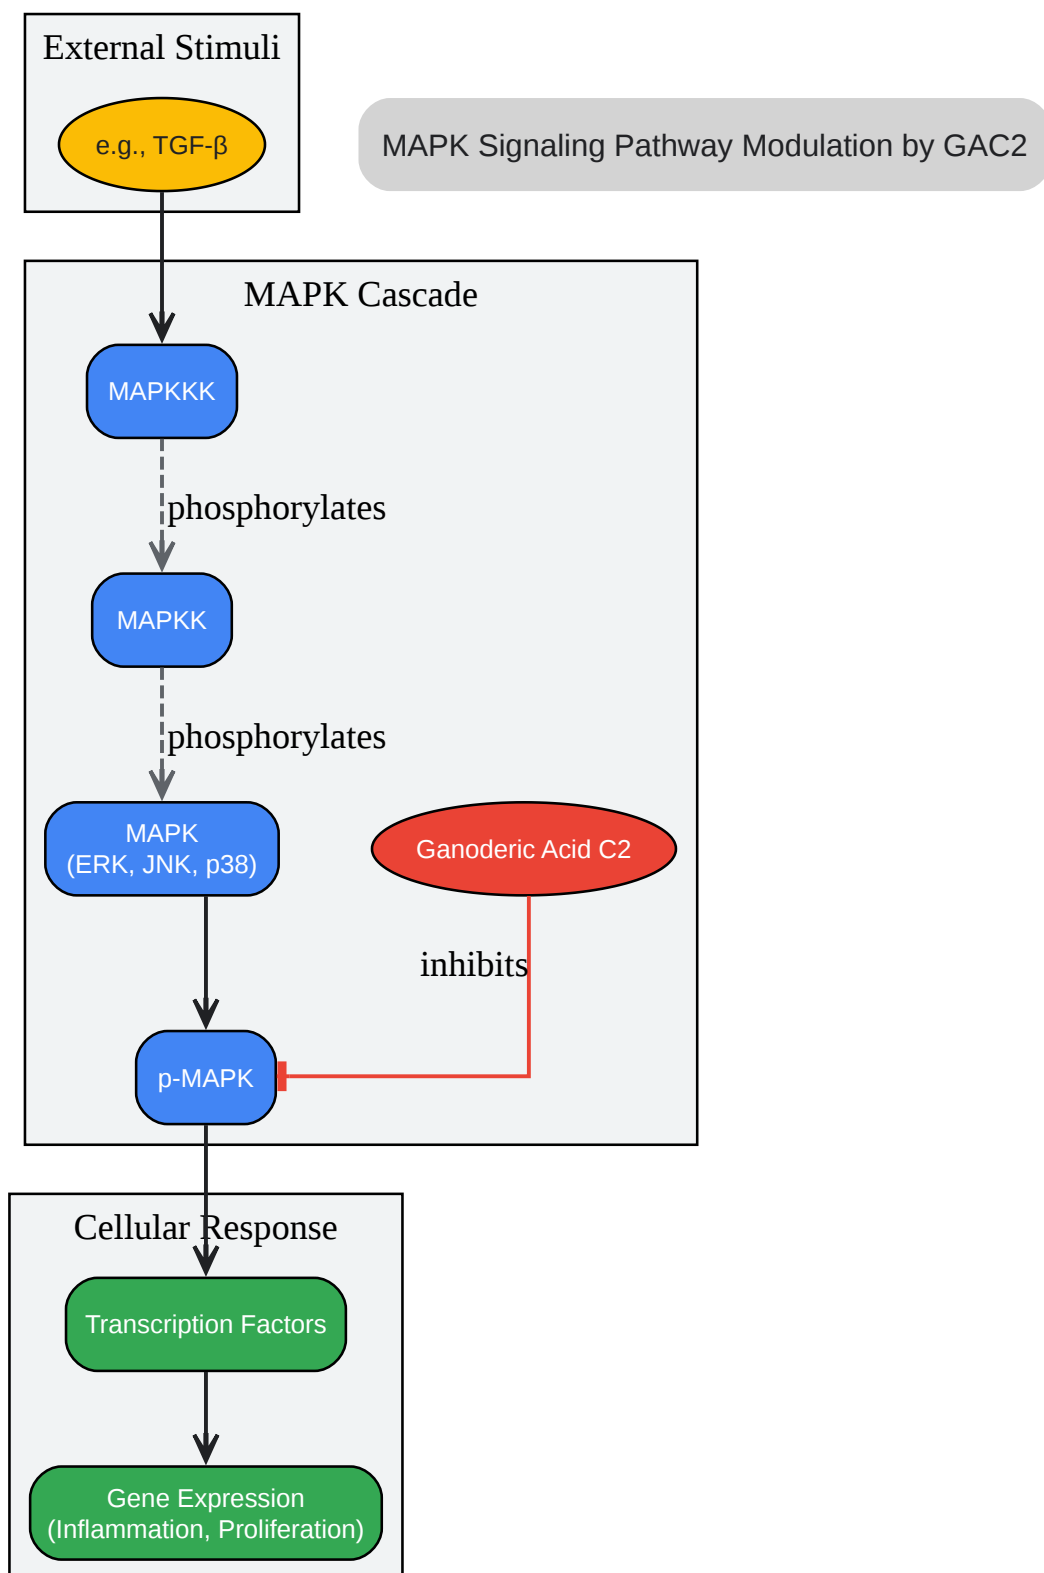 External Stimuli
e.g., TGF-β
MAPK Signaling Pathway Modulation by GAC2
MAPK Cascade
MAPKKK
phosphorylates
MAPKK
phosphorylates
MAPK
(ERK, JNK, p38)
Ganoderic Acid C2
inhibits
p-MAPK
Cellular Response
Transcription Factors
Gene Expression
(Inflammation, Proliferation)